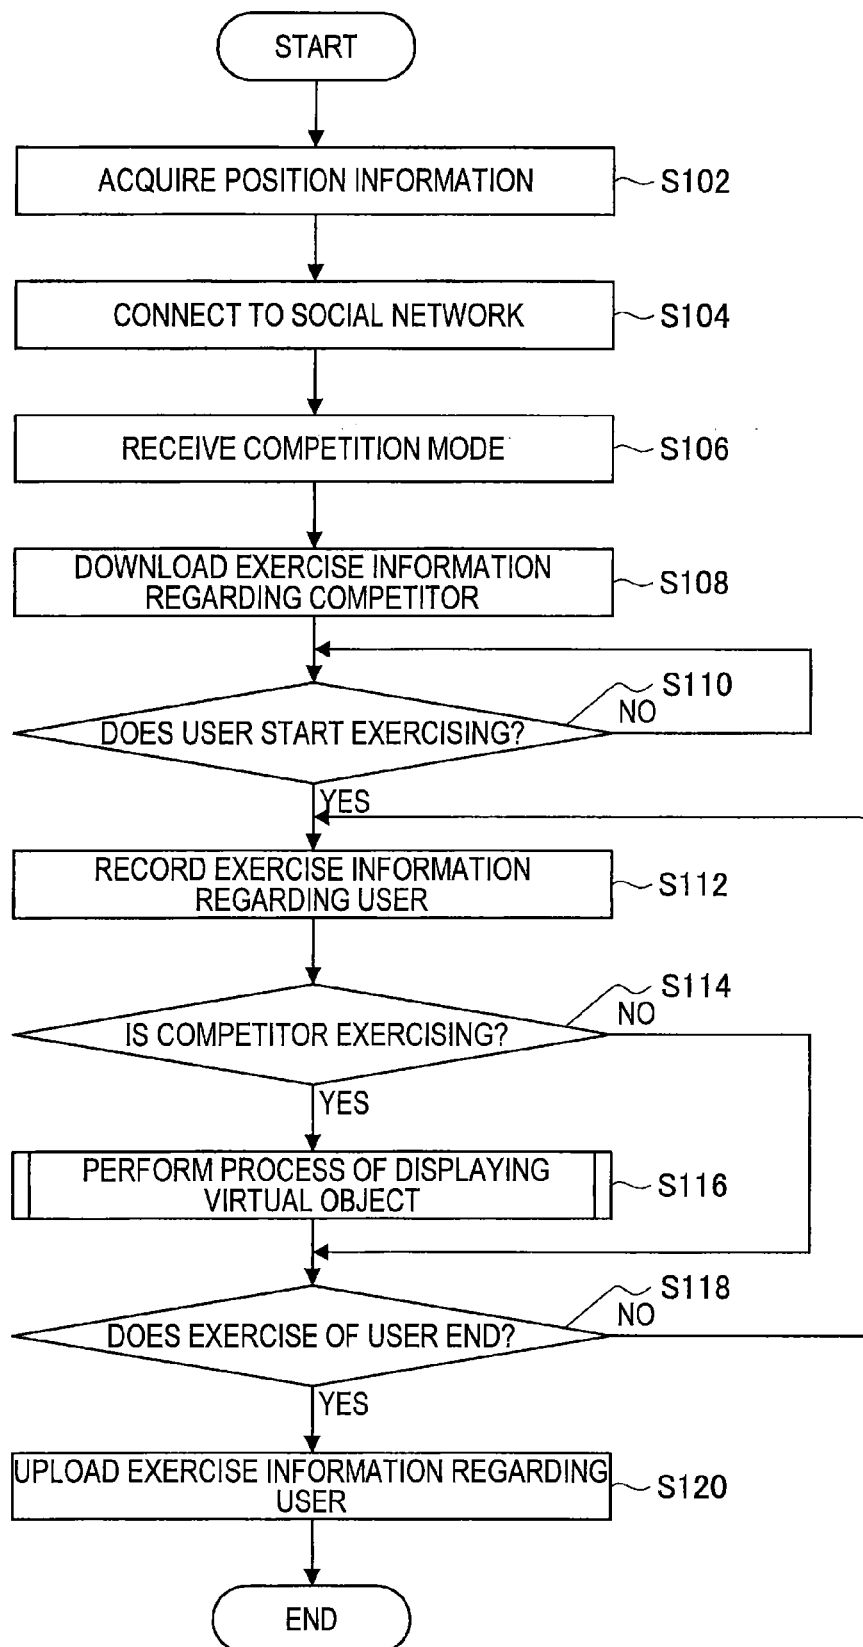 START
ACQUIRE POSITION INFORMATION
S102
CONNECT TO SOCIAL NETWORK
S104
RECEIVE COMPETITION MODE
S106
DOWNLOAD EXERCISE INFORMATION
REGARDING COMPETITOR
S108
S110
DOES USER START EXERCISING?
NO
YES
RECORD EXERCISE INFORMATION
REGARDING USER
S112
S114
IS COMPETITOR EXERCISING?
NO
YES
PERFORM PROCESS OF DISPLAYING
VIRTUAL OBJECT
S116
S118
DOES EXERCISE OF USER END?
NO
YES
UPLOAD EXERCISE INFORMATION REGARDING
USER
S120
END